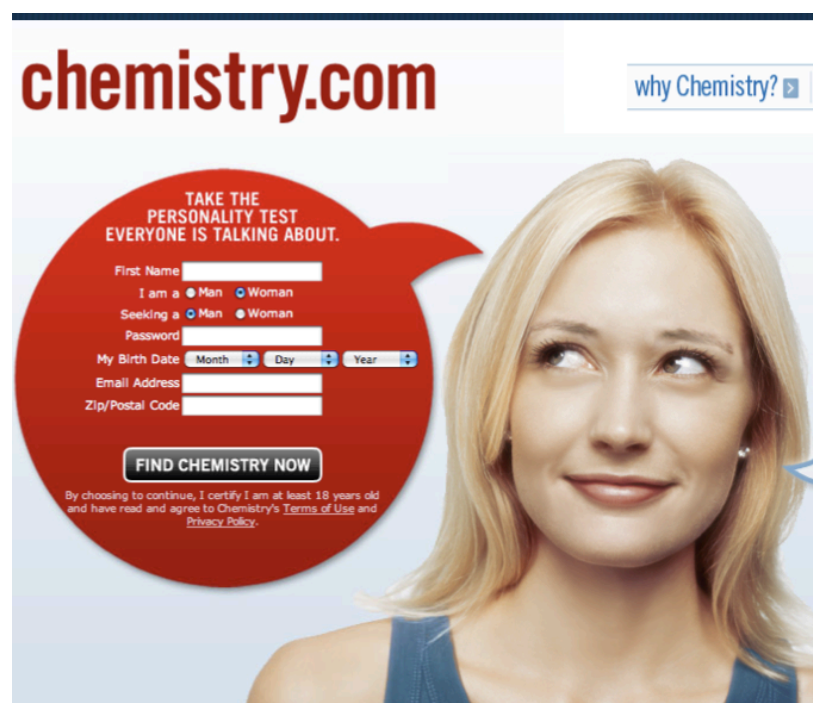 chemistry.com
why Chemistry?
TAKE THE
PERSONALITY TEST
EVERYONE IS TALKING ABOUT.
First Name
I am a Man Woman
Seeking a Man Woman
Password
My Birth Date Month Day Year
Email Address
Zip/Postal Code
FIND CHEMISTRY NOW
By choosing to continue, I certify I am at least 18 years old
and have read and agree to Chemistry's Terms of Use and
Privacy Policy.